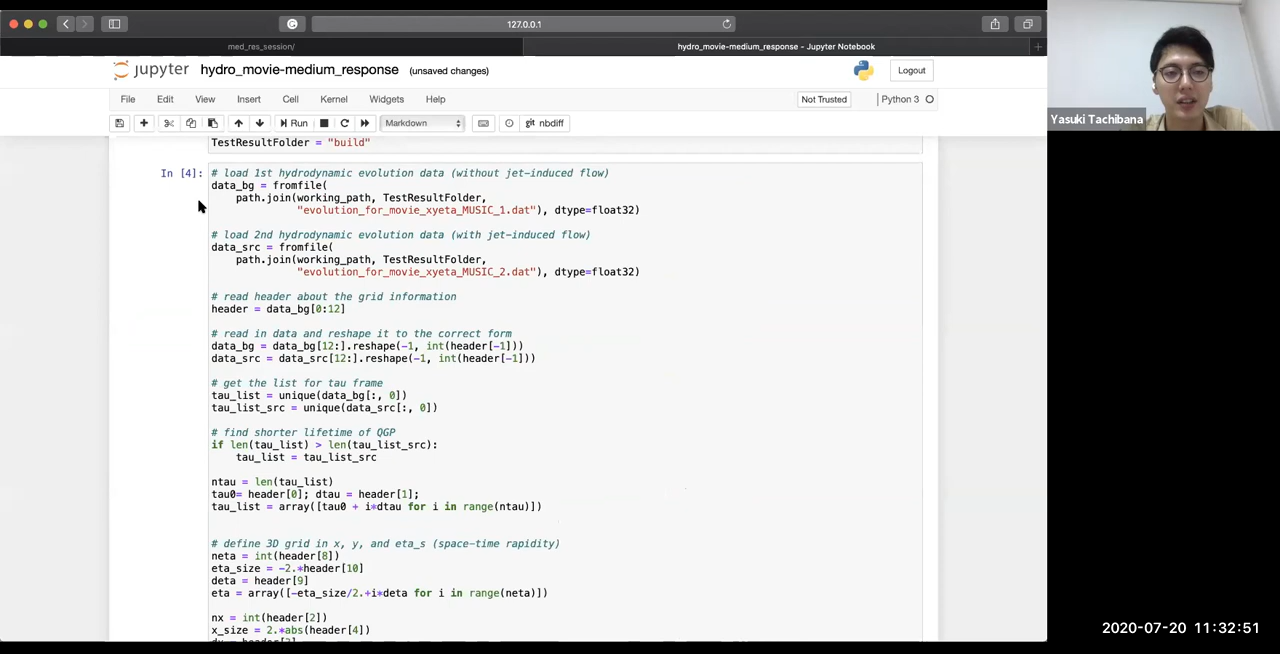 127.0.0.1
med_res_session/
hydro_movie-medium_response - Jupyter Notebook
jupyter hydro_movie-medium_response (unsaved changes)
Logout
File Edit View Insert Cell Kernel Widgets Help
Not Trusted
Python 3
Run
Markdown
git nbdiff
Yasuki Tachibana
TestResultFolder = "build"
In [4]:
# load 1st hydrodynamic evolution data (without jet-induced flow)
data_bg = fromfile(
path.join(working_path, TestResultFolder,
"evolution_for_movie_xyeta_MUSIC_1.dat"), dtype=float32)
# load 2nd hydrodynamic evolution data (with jet-induced flow)
data_src = fromfile(
path.join(working_path, TestResultFolder,
"evolution_for_movie_xyeta_MUSIC_2.dat"), dtype=float32)
# read header about the grid information
header = data_bg[0:12]
# read in data and reshape it to the correct form
data_bg = data_bg[12:].reshape(-1, int(header[-1]))
data_src = data_src[12:].reshape(-1, int(header[-1]))
# get the list for tau frame
tau_list = unique(data_bg[:, 0])
tau_list_src = unique(data_src[:, 0])
# find shorter lifetime of QGP
if len(tau_list) > len(tau_list_src):
tau_list = tau_list_src
ntau = len(tau_list)
tau0= header[0]; dtau = header[1];
tau_list = array([tau0 + i*dtau for i in range(ntau)])
# define 3D grid in x, y, and eta_s (space-time rapidity)
neta = int(header[8])
eta_size = -2.*header[10]
deta = header[9]
eta = array([-eta_size/2.+i*deta for i in range(neta)])
nx = int(header[2])
x_size = 2.*abs(header[4])
2020-07-20 11:32:51